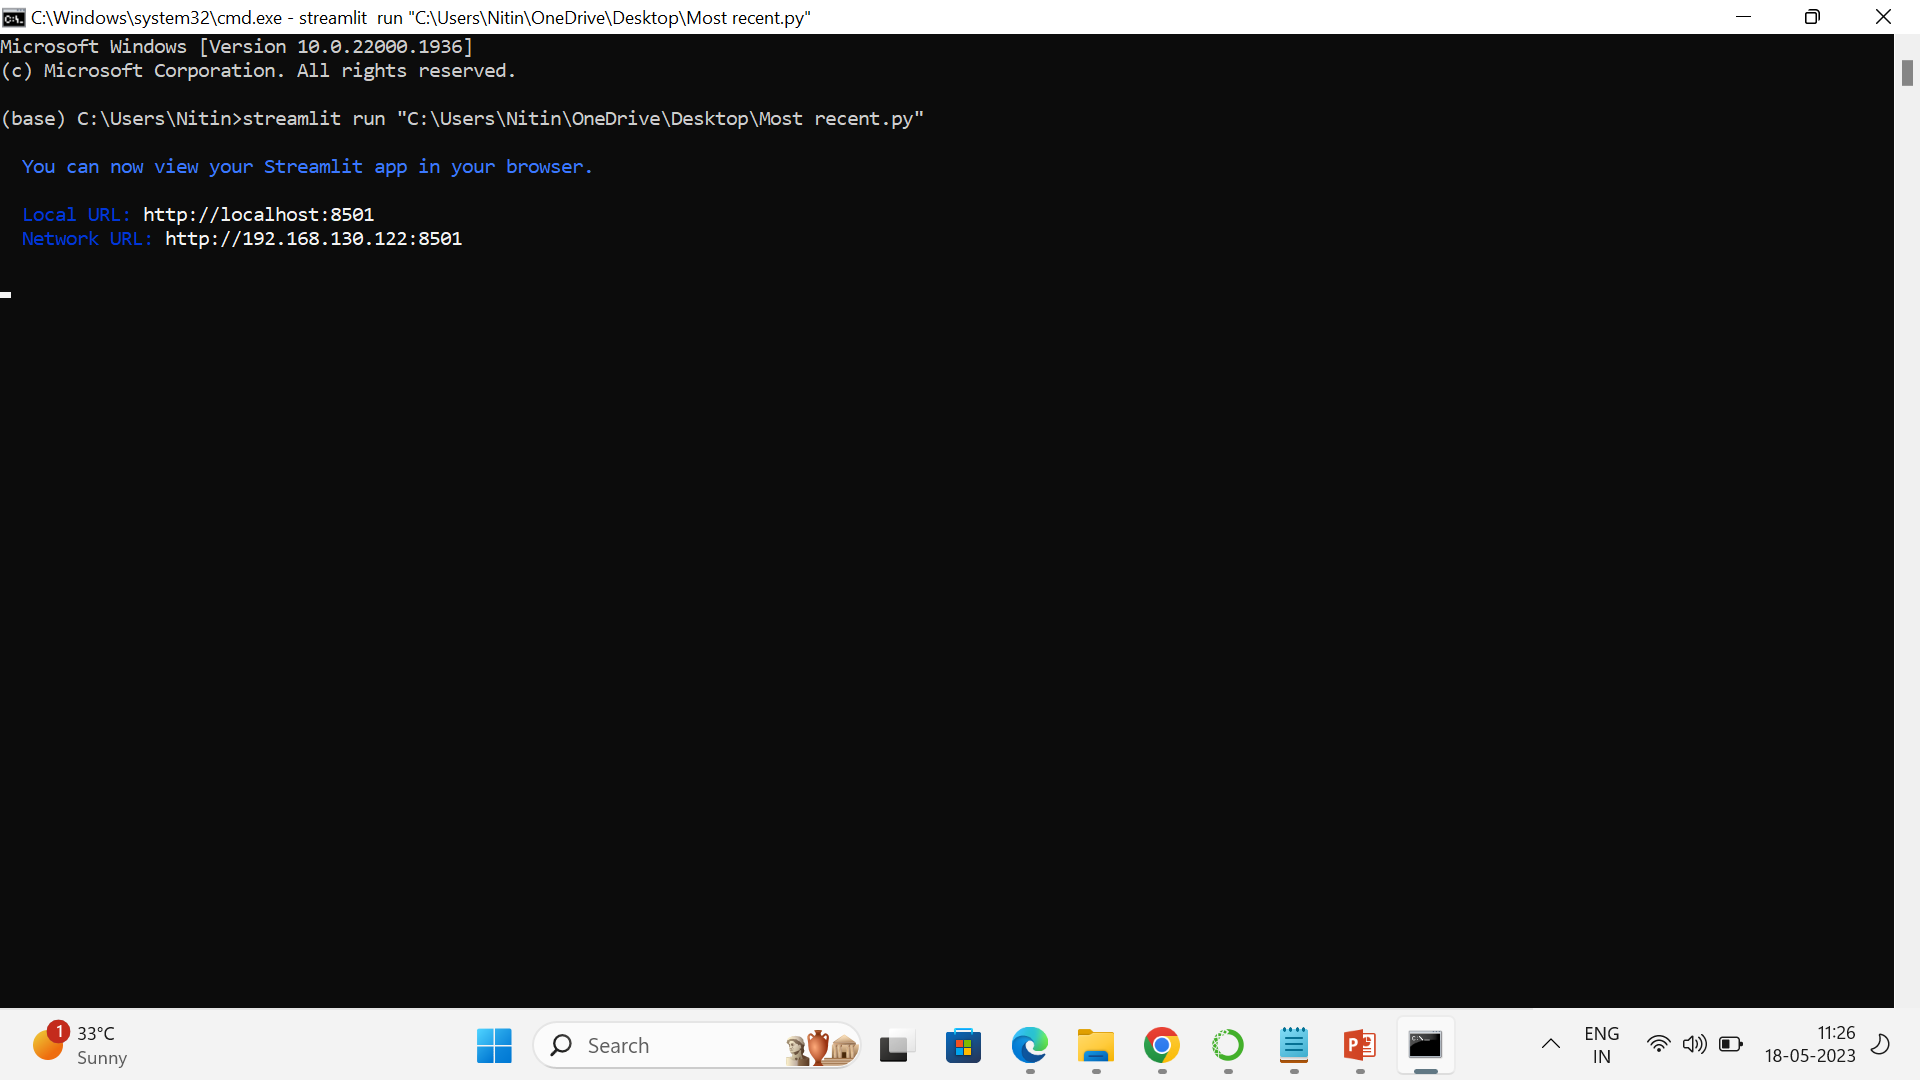 C:\Windows\system32\cmd.exe - streamlit  run "C:\Users\Nitin\OneDrive\Desktop\Most recent.py"
Microsoft Windows [Version 10.0.22000.1936]
(c) Microsoft Corporation. All rights reserved.
(base) C:\Users\Nitin>streamlit run "C:\Users\Nitin\OneDrive\Desktop\Most recent.py"
You can now view your Streamlit app in your browser.
Local URL: http://localhost:8501
Network URL: http://192.168.130.122:8501
1
33°C
Sunny
Search
ENG
IN
11:26
18-05-2023